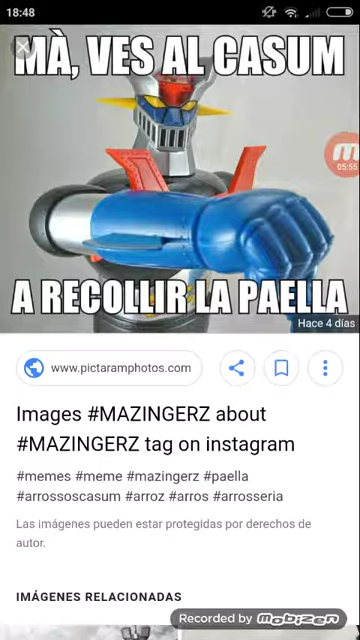 18:48
MÀ, VES AL CASUM
05:55
A RECOLLIR LA PAELLA
Hace 4 días
www.pictaramphotos.com
Images #MAZINGERZ about
#MAZINGERZ tag on instagram
#memes #meme #mazingerz #paella
#arrossoscasum #arroz #arros #arrosseria
Las imágenes pueden estar protegidas por derechos de
autor.
IMÁGENES RELACIONADAS
Recorded by mobizen